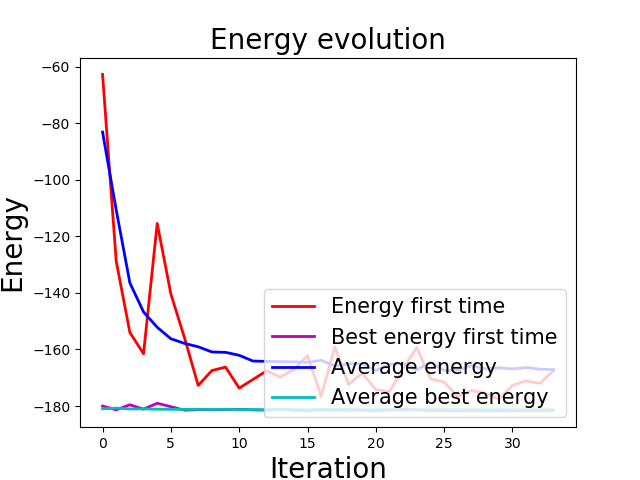 Energy evolution
−60
−80
−100
−120
−140
−160
−180
Energy
Energy first time
Best energy first time
Average energy
Average best energy
0 5 10 15 20 25 30
Iteration